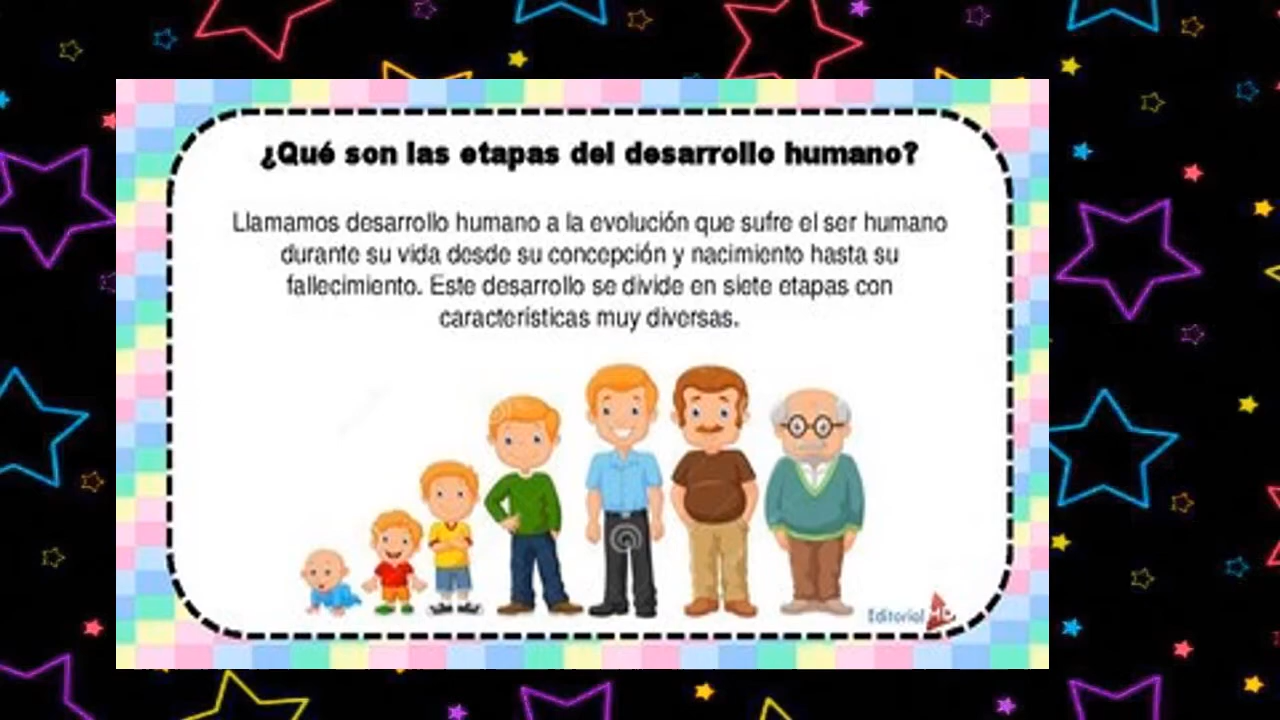 ¿Qué son las etapas del desarrollo humano?
Llamamos desarrollo humano a la evolución que sufre el ser humano
durante su vida desde su concepción y nacimiento hasta su
fallecimiento. Este desarrollo se divide en siete etapas con
características muy diversas.
Editorial MD